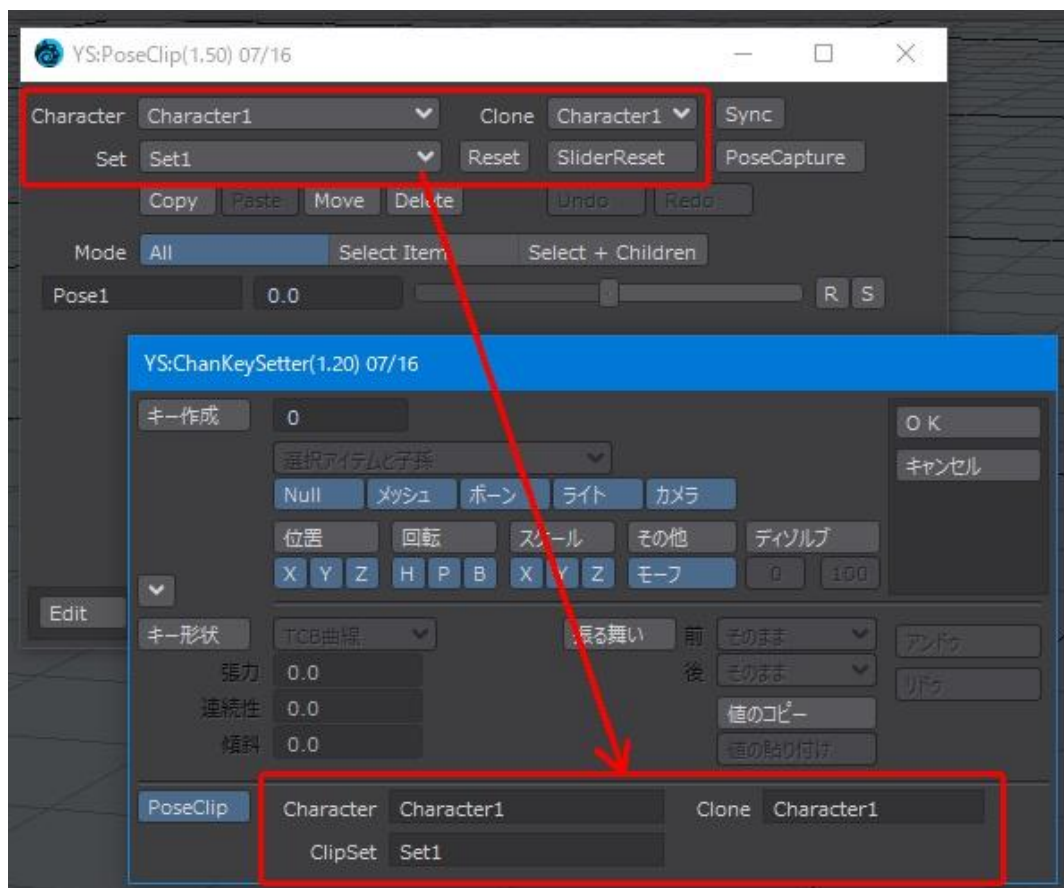 YS:PoseClip(1.50) 07/16
Character Character1 Clone Character1 Sync
Set Set1 Reset SliderReset PoseCapture
Copy Paste Move Delete Undo Redo
Mode All Select Item Select + Children
Pose1 0.0 R S
Edit
YS:ChanKeySetter(1.20) 07/16
キー作成 0 O K
選択アイテムと子孫 キャンセル
Null メッシュ ボーン ライト カメラ
位置 回転 スケール その他 ディゾルブ
X Y Z H P B X Y Z モーフ 0 100
キー形状 TCB曲線 振る舞い 前 そのまま アンドゥ
張力 0.0 後 そのまま リドゥ
連続性 0.0 値のコピー
傾斜 0.0 値の貼り付け
PoseClip Character Character1 Clone Character1
ClipSet Set1